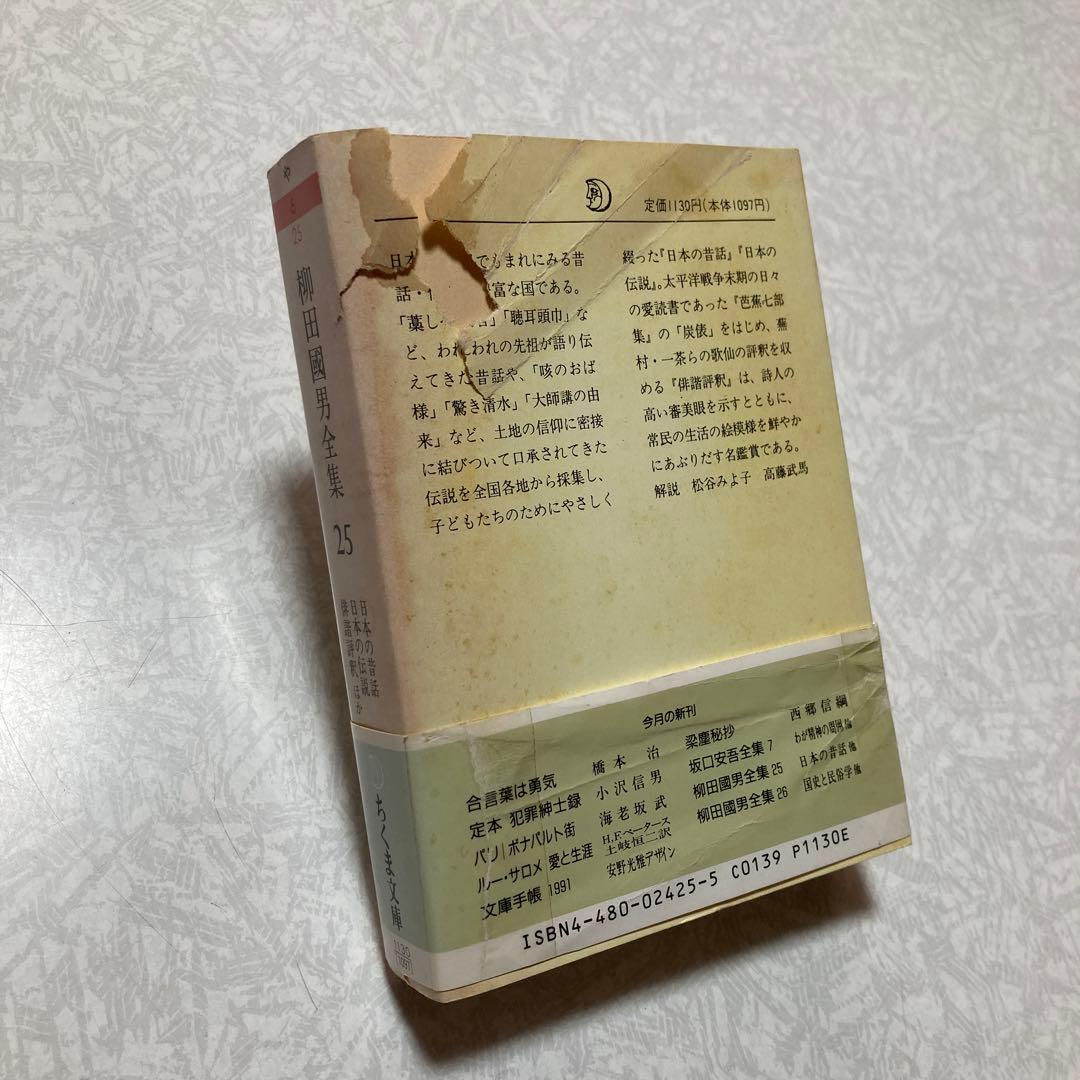 や
6
25
柳田國男全集 25
日本の昔話
日本の伝説
俳諧評釈 ほか
ちくま文庫
1130
(1097)
定価1130円(本体1097円)
日本 でもまれにみる昔
話・ 富な国である。
「藁し 」「聴耳頭巾」な
ど、われわれの先祖が語り伝
えてきた昔話や、「咳のおば
様」「驚き清水」「大師講の由
来」など、土地の信仰に密接
に結びついて口承されてきた
伝説を全国各地から採集し、
子どもたちのためにやさしく
綴った『日本の昔話』『日本の
伝説』。太平洋戦争末期の日々
の愛読書であった『芭蕉七部
集』の「炭俵」をはじめ、蕪
村・一茶らの歌仙の評釈を収
める『俳諧評釈』は、詩人の
高い審美眼を示すとともに、
常民の生活の絵模様を鮮やか
にあぶりだす名鑑賞である。
解説 松谷みよ子 高藤武馬
今月の新刊
合言葉は勇気 橋本 治
定本 犯罪紳士録 小沢信男
パリ|ボナパルト街 海老坂 武
ルー・サロメ 愛と生涯 H.F.ペータース 土岐恒二訳
文庫手帳 1991 安野光雅デザイン
梁塵秘抄 西郷信綱
坂口安吾全集 7 わが精神の周囲 他
柳田國男全集 25 日本の昔話 他
柳田國男全集 26 国史と民俗学 他
ISBN4-480-02425-5 C0139 P1130E